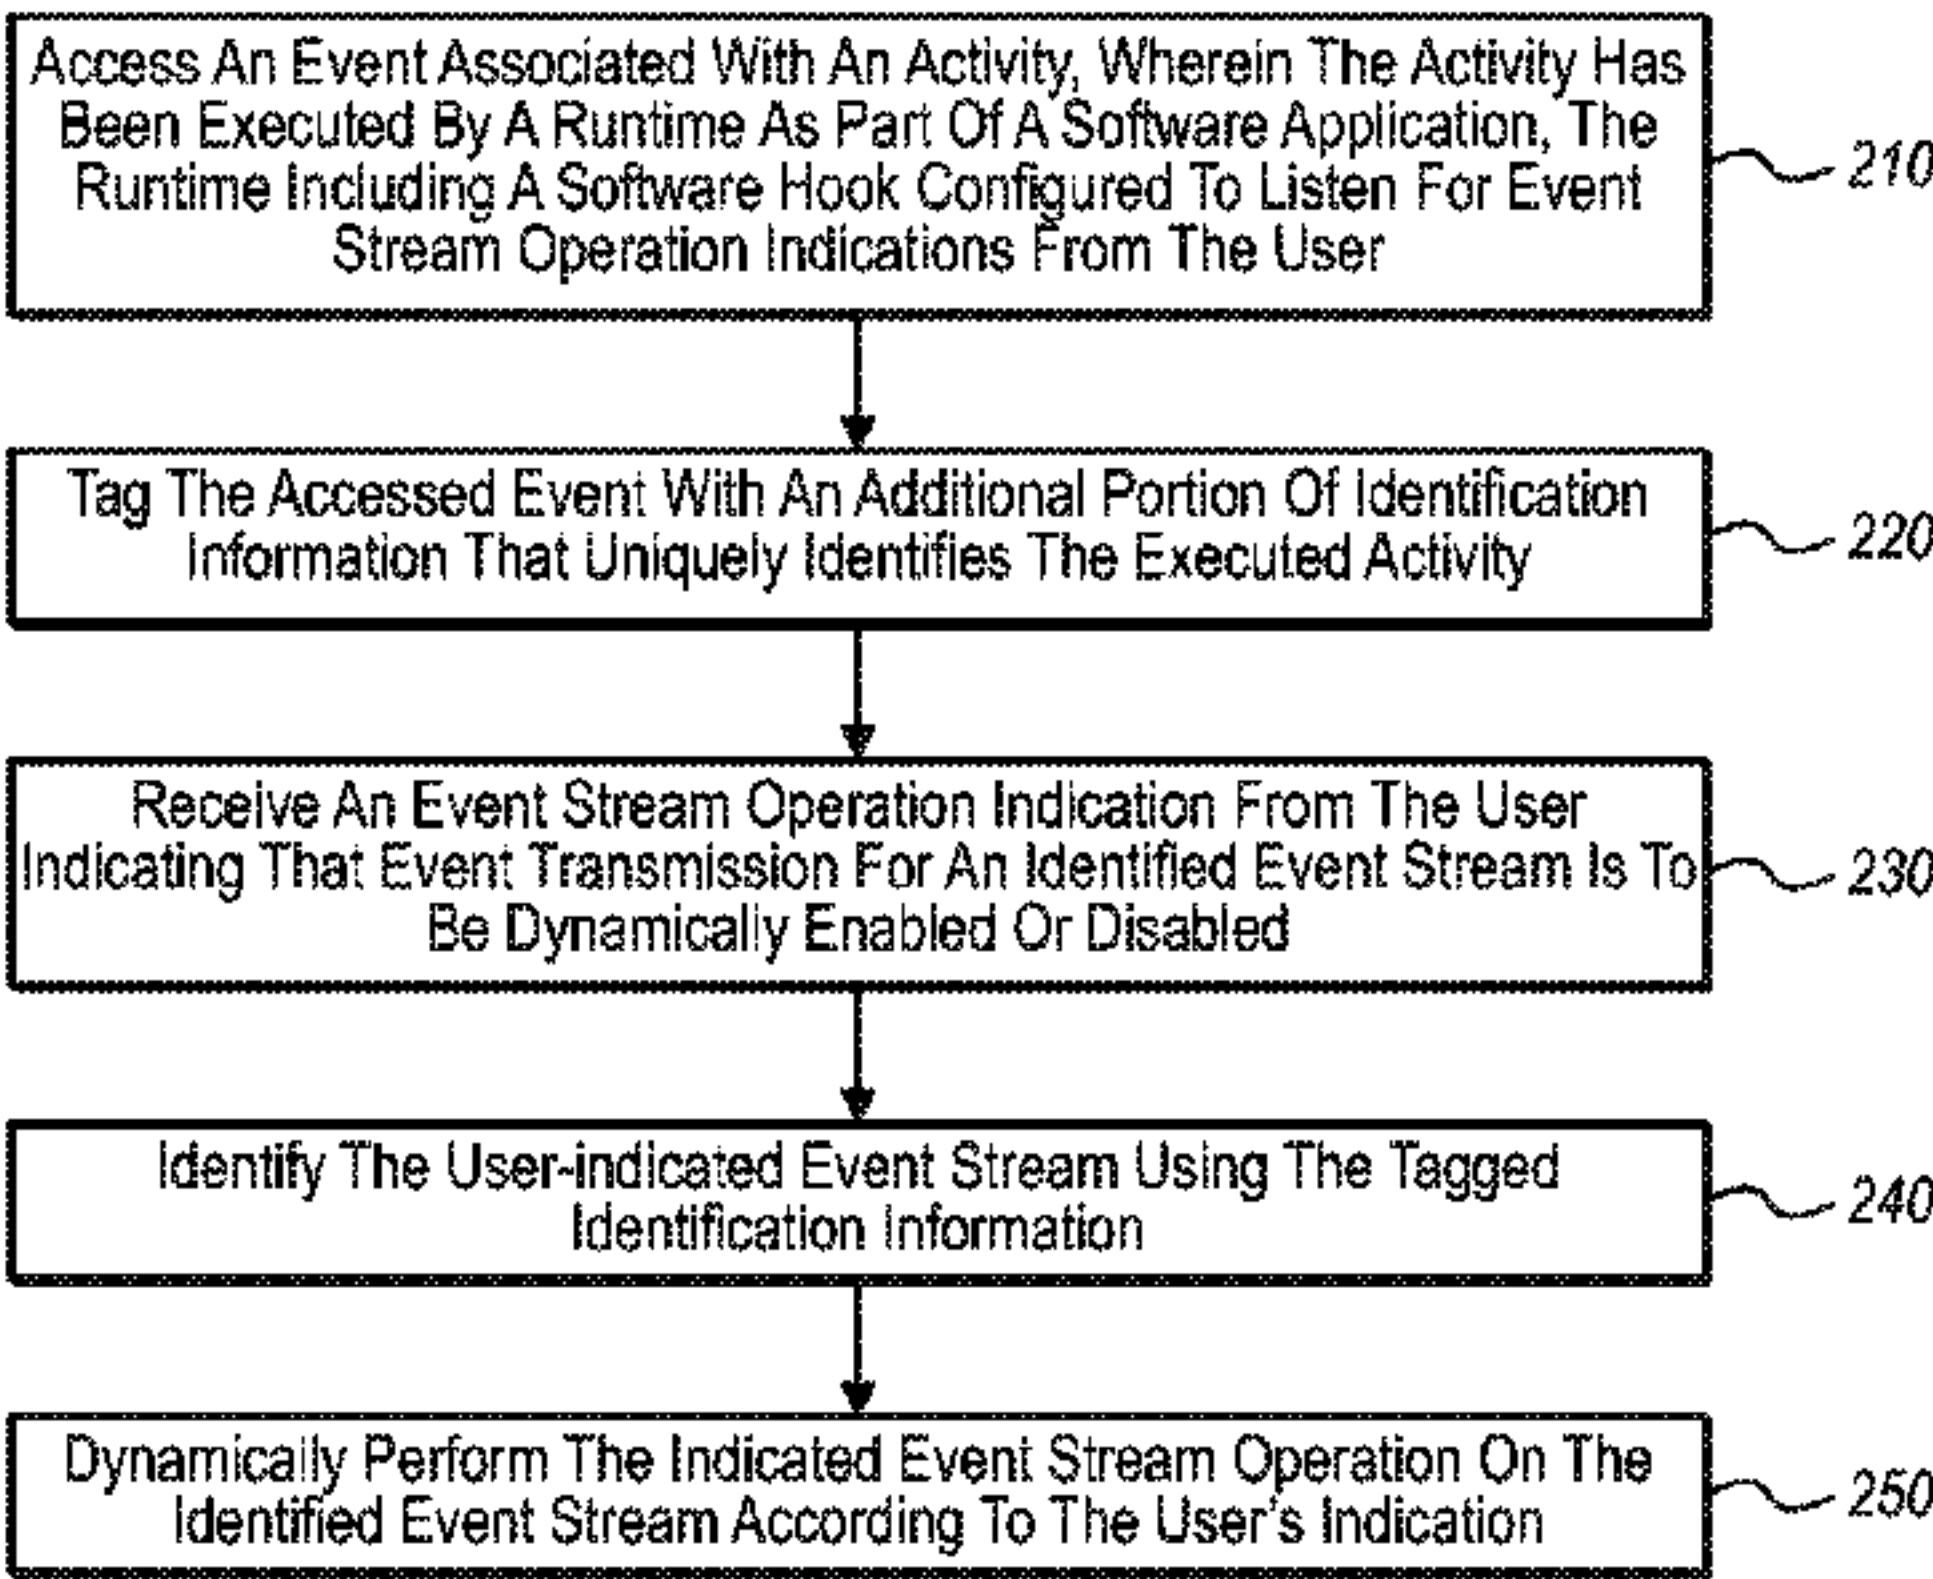 Access An Event Associated With An Activity, Wherein The Activity Has
Been Executed By A Runtime As Part Of A Software Application, The
Runtime Including A Software Hook Configured To Listen For Event
Stream Operation Indications From The User
210
Tag The Accessed Event With An Additional Portion Of Identification
Information That Uniquely Identifies The Executed Activity
220
Receive An Event Stream Operation Indication From The User
Indicating That Event Transmission For An Identified Event Stream Is To
Be Dynamically Enabled Or Disabled
230
Identify The User-indicated Event Stream Using The Tagged
Identification Information
240
Dynamically Perform The Indicated Event Stream Operation On The
Identified Event Stream According To The User's Indication
250